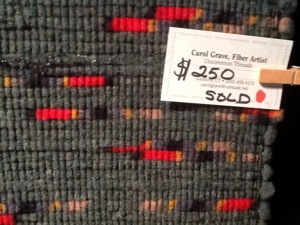 Carol Grave, Fiber Artist
Uncommon Threads
$250
SOLD